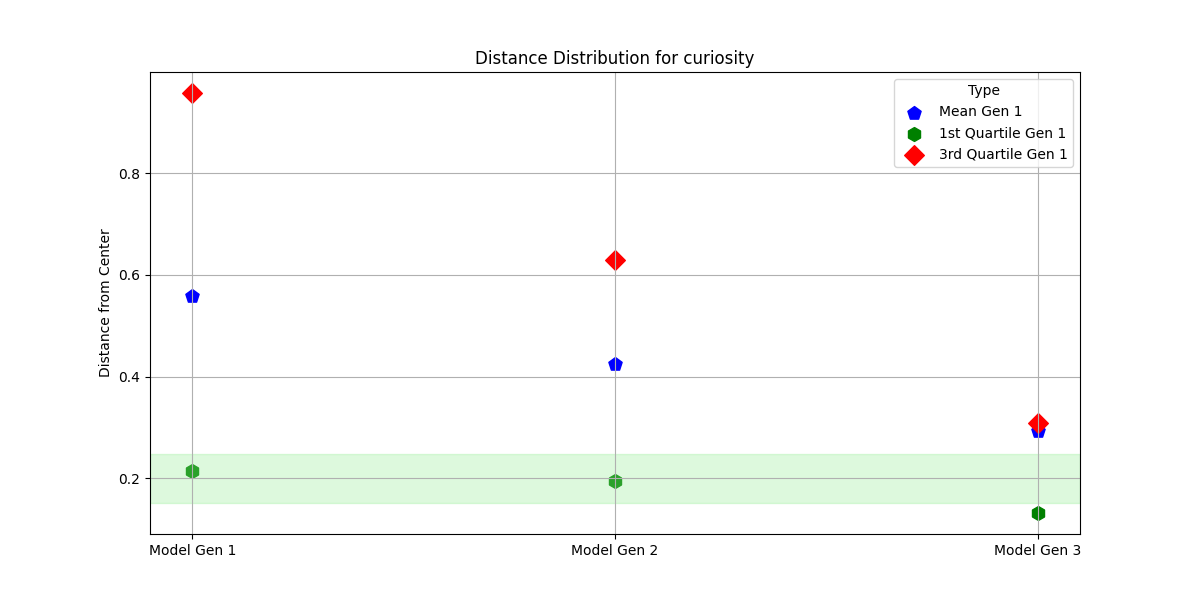 Distance Distribution for curiosity
Type
Mean Gen 1
1st Quartile Gen 1
3rd Quartile Gen 1
Distance from Center
0.8
0.6
0.4
0.2
Model Gen 1
Model Gen 2
Model Gen 3